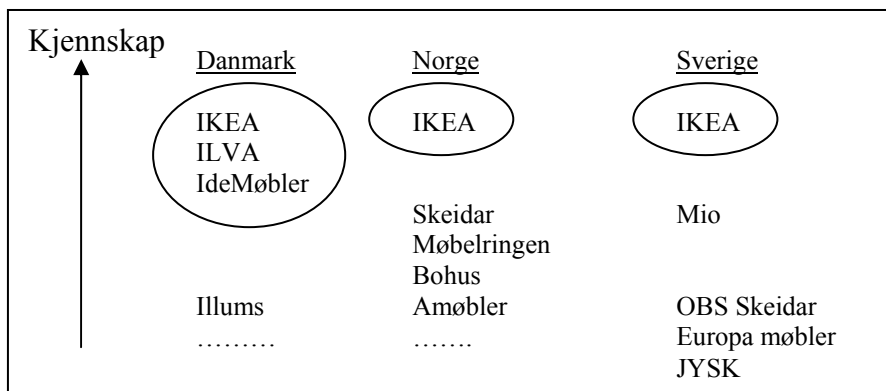 Kjennskap
Danmark Norge Sverige
IKEA IKEA IKEA
ILVA
IdeMøbler
Skeidar Mio
Møbelringen
Bohus
Illums Amøbler OBS Skeidar
……… ……. Europa møbler
JYSK